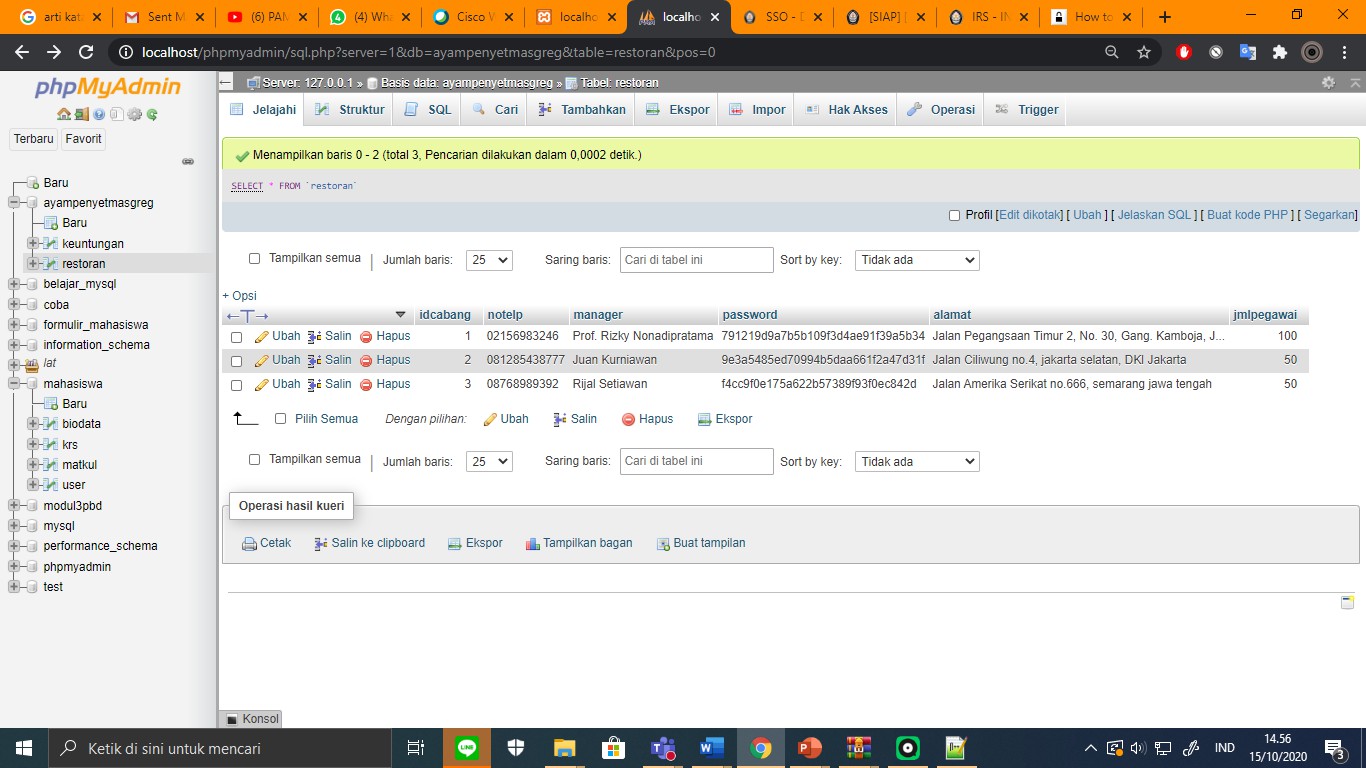 arti kat
Sent M
(6) PAN
(4) Wha
Cisco W
localho
localho
SSO - D
[SIAP] [
IRS - IN
How to
localhost/phpmyadmin/sql.php?server=1&db=ayampenyetmasgreg&table=restoran&pos=0
phpMyAdmin
Terbaru Favorit
Baru
ayampenyetmasgreg
Baru
keuntungan
restoran
belajar_mysql
coba
formulir_mahasiswa
information_schema
lat
mahasiswa
Baru
biodata
krs
matkul
user
modul3pbd
mysql
performance_schema
phpmyadmin
test
Server: 127.0.0.1 » Basis data: ayampenyetmasgreg » Tabel: restoran
Jelajahi Struktur SQL Cari Tambahkan Ekspor Impor Hak Akses Operasi Trigger
Menampilkan baris 0 - 2 (total 3, Pencarian dilakukan dalam 0,0002 detik.)
SELECT * FROM `restoran`
Profil [Edit dikotak] [ Ubah ] [ Jelaskan SQL ] [ Buat kode PHP ] [ Segarkan]
Tampilkan semua | Jumlah baris: 25 Saring baris: Cari di tabel ini Sort by key: Tidak ada
+ Opsi
←T→ idcabang notelp manager password alamat jmlpegawai
Ubah Salin Hapus 1 02156983246 Prof. Rizky Nonadipratama 791219d9a7b5b109f3d4ae91f39a5b34 Jalan Pegangsaan Timur 2, No. 30, Gang. Kamboja, J... 100
Ubah Salin Hapus 2 081285438777 Juan Kurniawan 9e3a5485ed70994b5daa661f2a47d31f Jalan Ciliwung no.4, jakarta selatan, DKI Jakarta 50
Ubah Salin Hapus 3 08768989392 Rijal Setiawan f4cc9f0e175a622b57389f93f0ec842d Jalan Amerika Serikat no.666, semarang jawa tengah 50
Pilih Semua Dengan pilihan: Ubah Salin Hapus Ekspor
Tampilkan semua | Jumlah baris: 25 Saring baris: Cari di tabel ini Sort by key: Tidak ada
Operasi hasil kueri
Cetak Salin ke clipboard Ekspor Tampilkan bagan Buat tampilan
Konsol
Ketik di sini untuk mencari
IND
14.56
15/10/2020
3